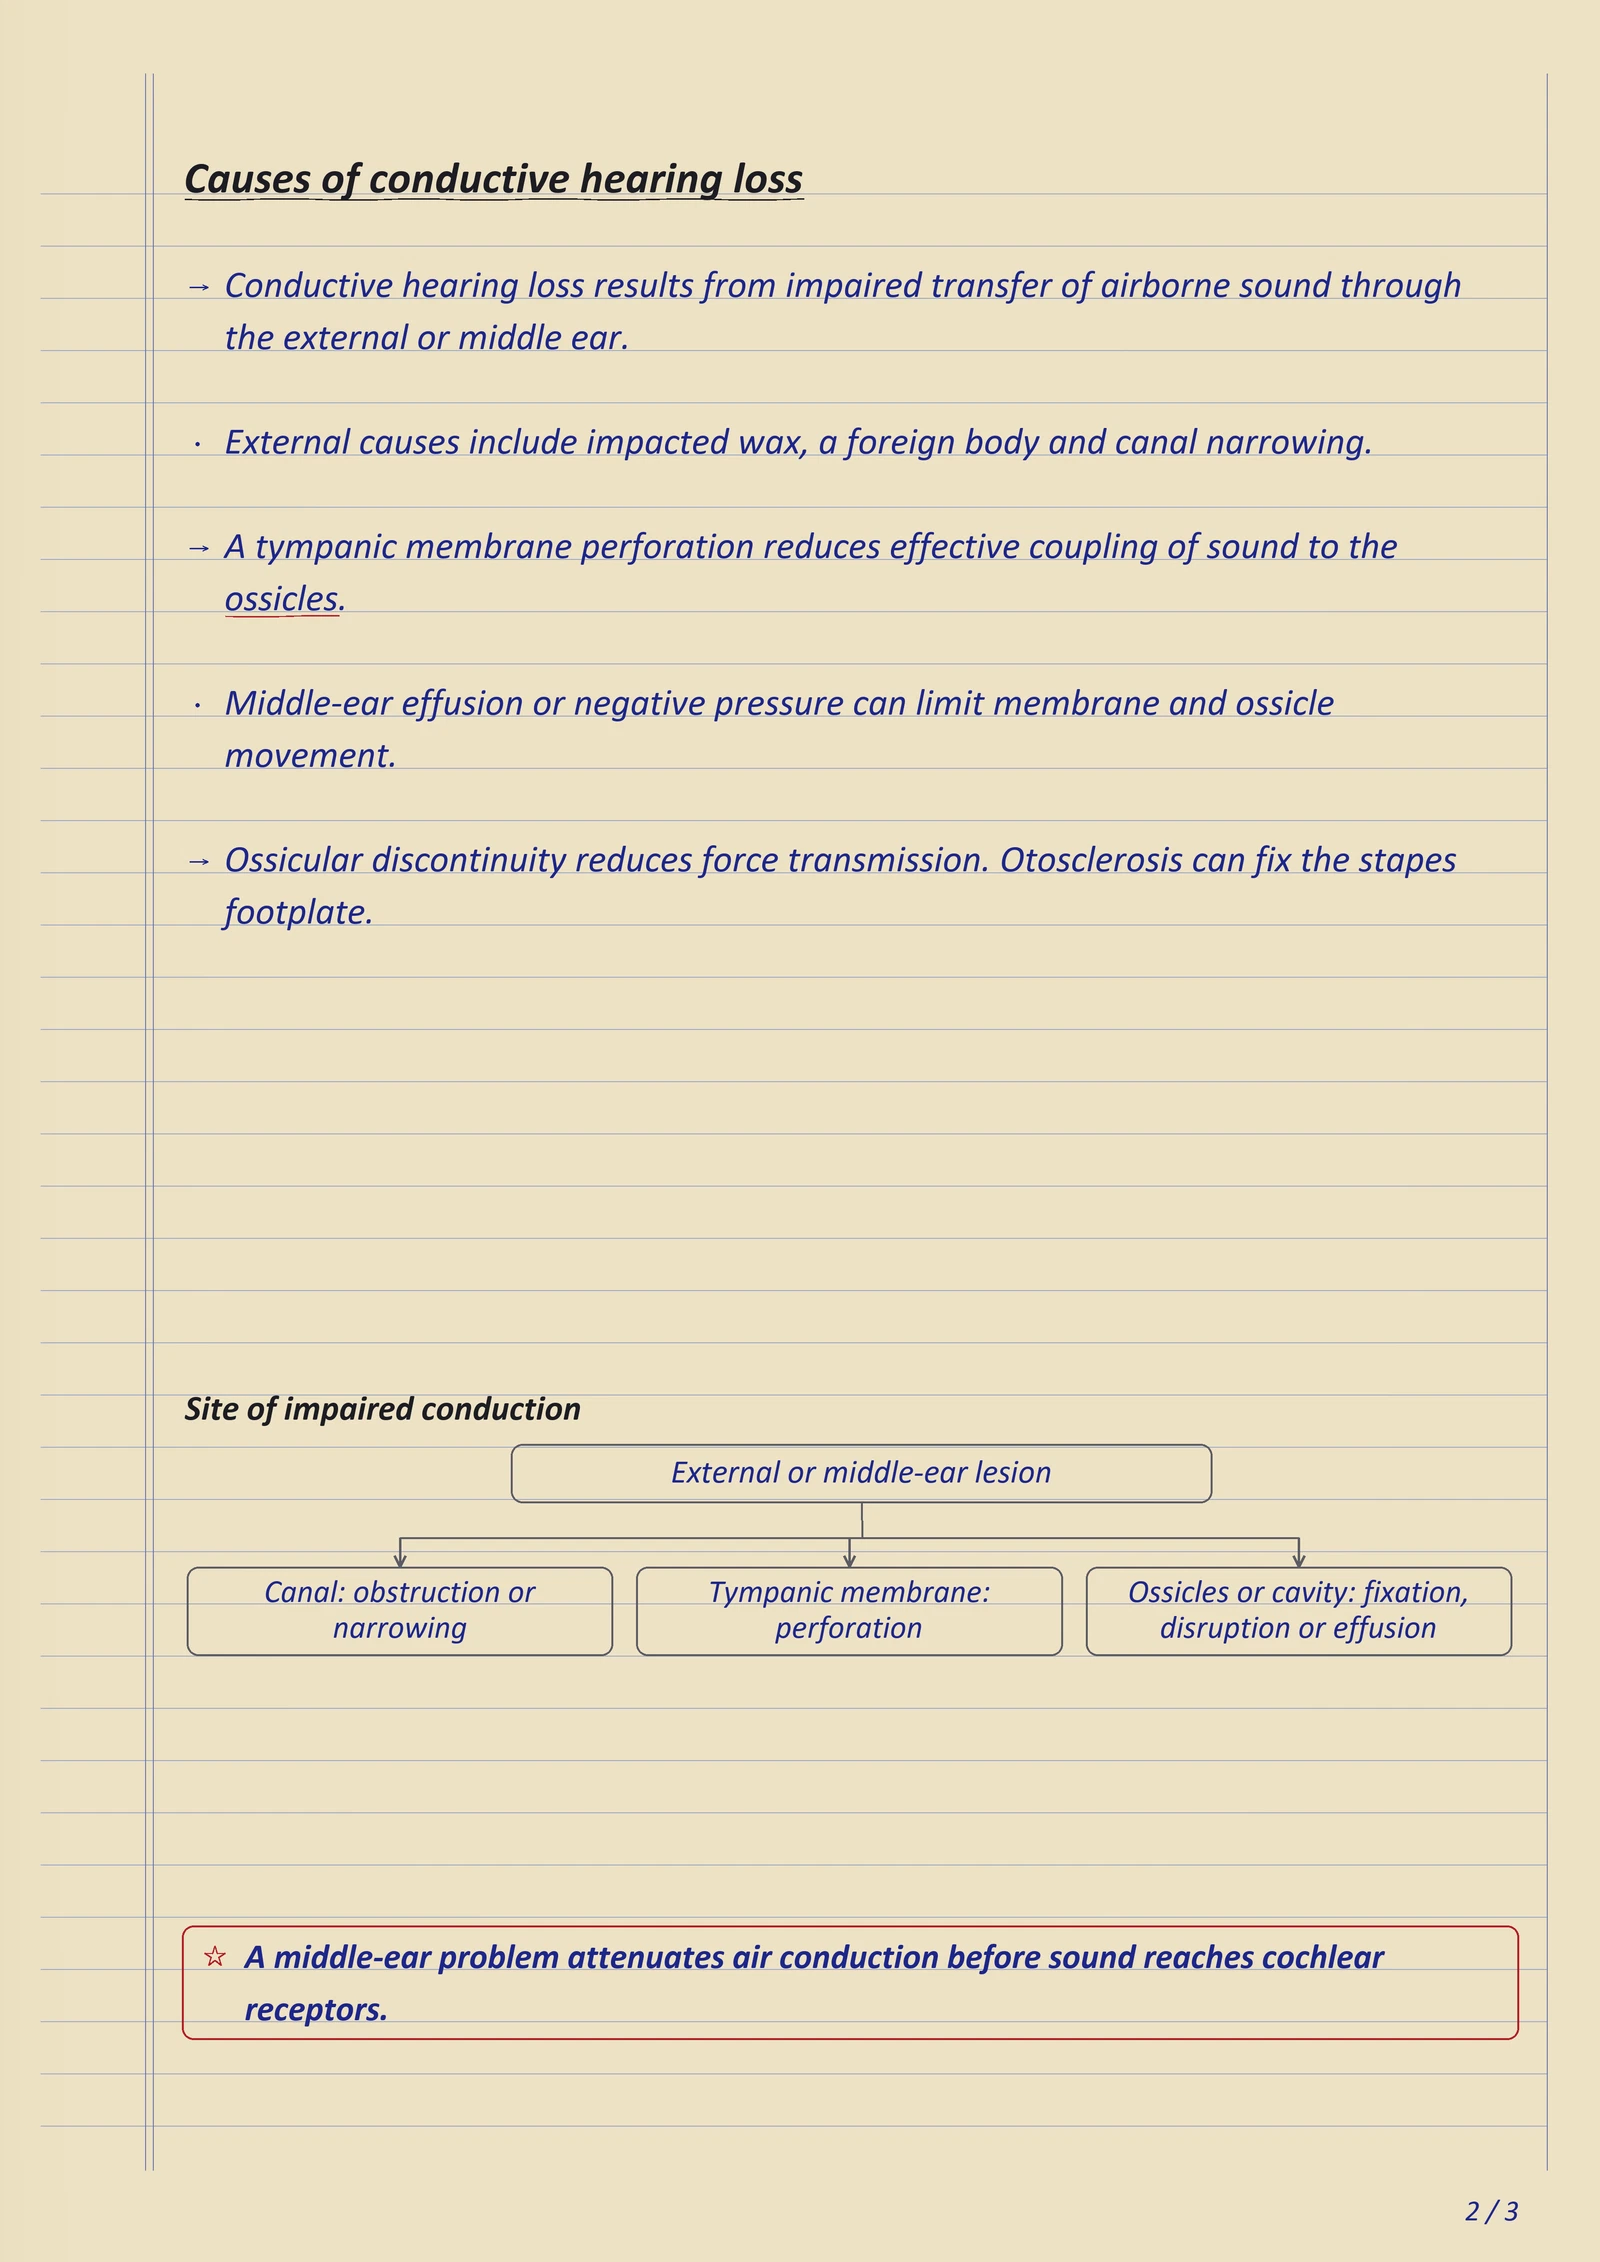 Causes of conductive hearing loss
→ Conductive hearing loss results from impaired transfer of airborne sound through
the external or middle ear.
· External causes include impacted wax, a foreign body and canal narrowing.
→ A tympanic membrane perforation reduces effective coupling of sound to the
ossicles.
· Middle-ear effusion or negative pressure can limit membrane and ossicle
movement.
→ Ossicular discontinuity reduces force transmission. Otosclerosis can fix the stapes
footplate.
Site of impaired conduction
External or middle-ear lesion
Canal: obstruction or
narrowing
Tympanic membrane:
perforation
Ossicles or cavity: fixation,
disruption or effusion
☆ A middle-ear problem attenuates air conduction before sound reaches cochlear
receptors.
2 / 3